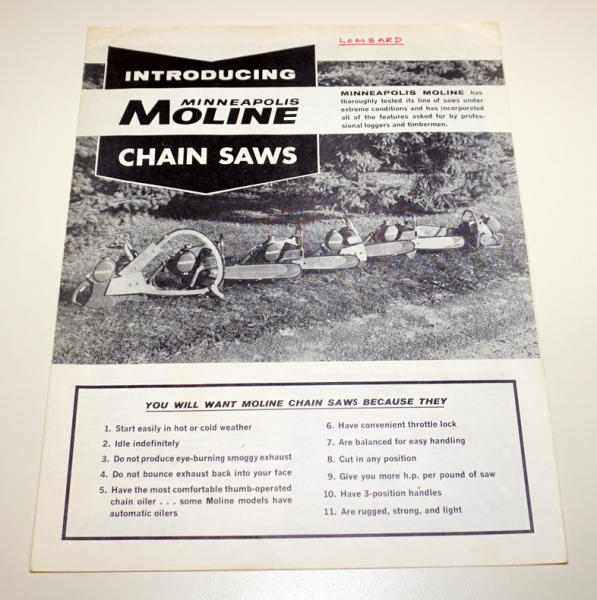 LOMBARD
INTRODUCING
MINNEAPOLIS
MOLINE
CHAIN SAWS
MINNEAPOLIS MOLINE has
thoroughly tested its line of saws under
extreme conditions and has incorporated
all of the features asked for by profes-
sional loggers and timbermen.
YOU WILL WANT MOLINE CHAIN SAWS BECAUSE THEY
1. Start easily in hot or cold weather
2. Idle indefinitely
3. Do not produce eye-burning smoggy exhaust
4. Do not bounce exhaust back into your face
5. Have the most comfortable thumb-operated
chain oiler . . . some Moline models have
automatic oilers
6. Have convenient throttle lock
7. Are balanced for easy handling
8. Cut in any position
9. Give you more h.p. per pound of saw
10. Have 3-position handles
11. Are rugged, strong, and light